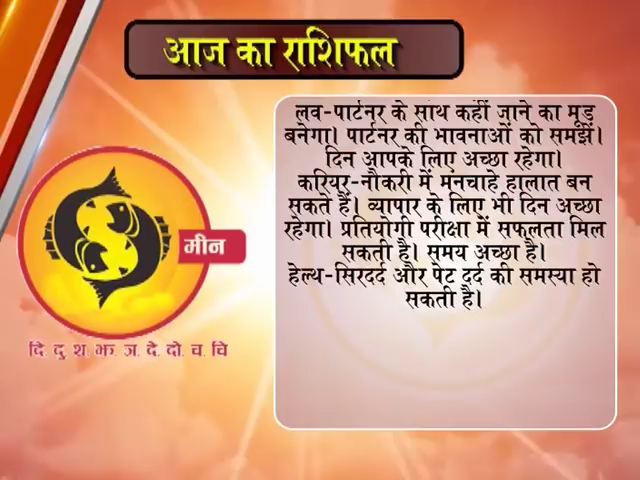 आज का राशिफल
लव-पार्टनर के साथ कहीं जाने का मूड
बनेगा। पार्टनर की भावनाओं को समझें।
दिन आपके लिए अच्छा रहेगा।
करियर-नौकरी में मनचाहे हालात बन
सकते हैं। व्यापार के लिए भी दिन अच्छा
रहेगा। प्रतियोगी परीक्षा में सफलता मिल
सकती है। समय अच्छा है।
हेल्थ-सिरदर्द और पेट दर्द की समस्या हो
सकती है।
मीन
दि. दु. श. झ. ञ. दे. दो. च. चि